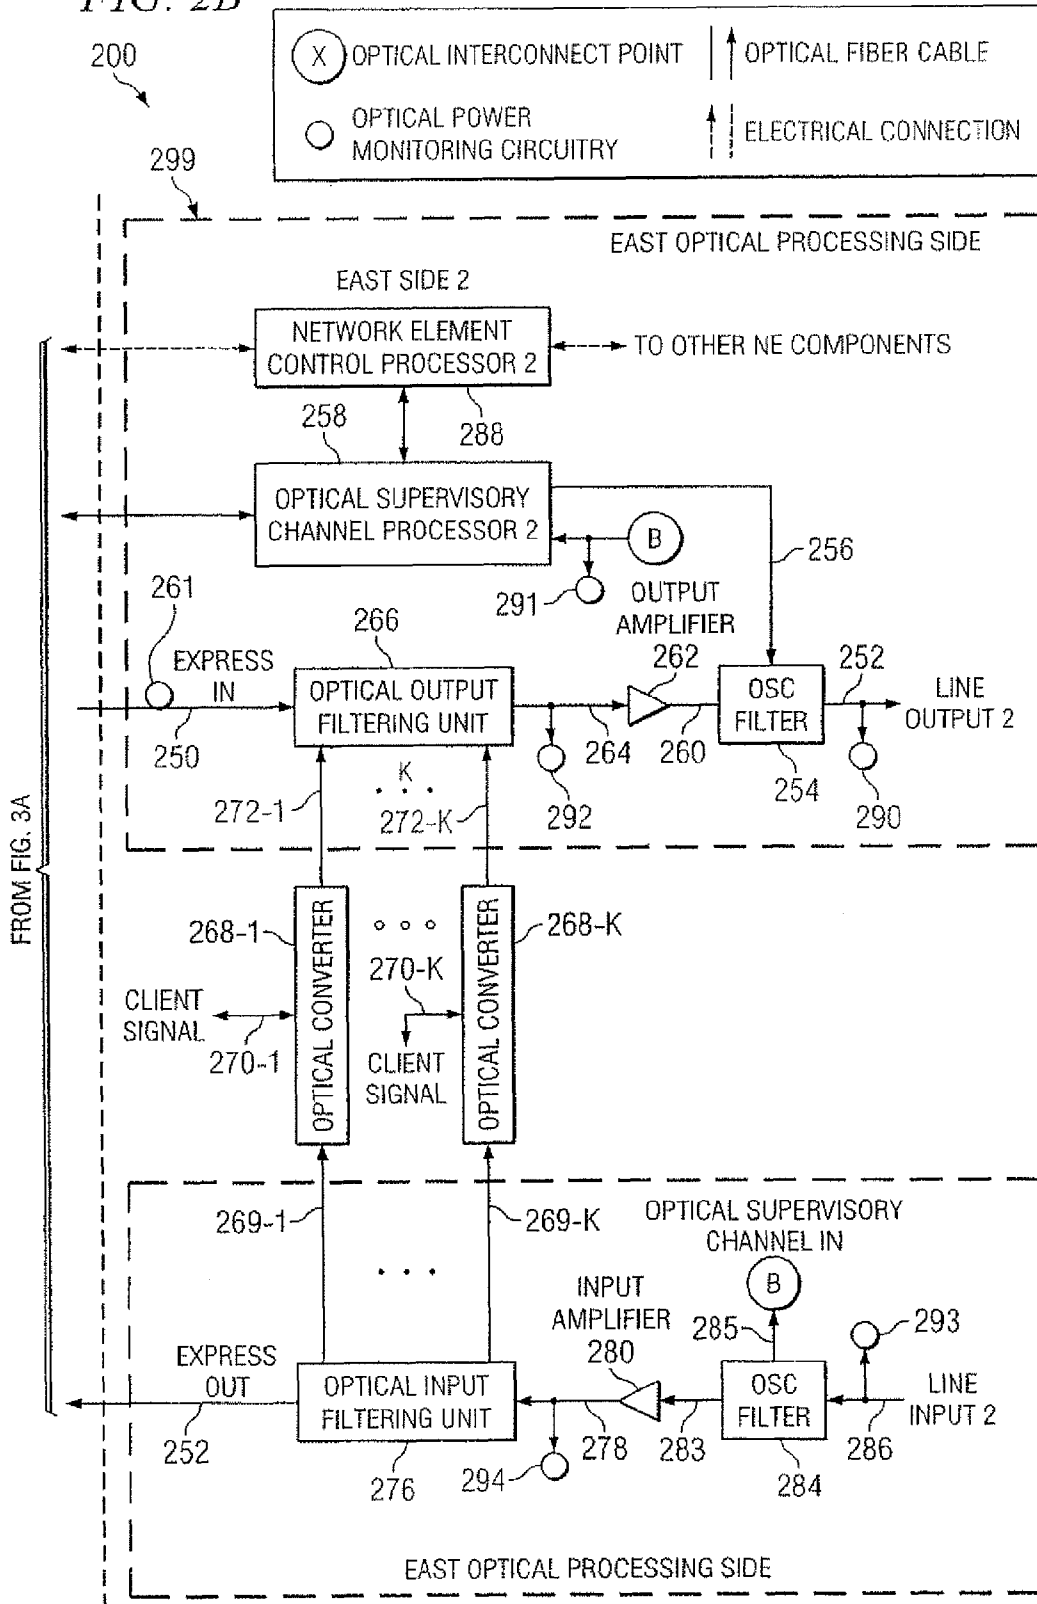 FIG. 2B
200
X OPTICAL INTERCONNECT POINT
OPTICAL FIBER CABLE
OPTICAL POWER
MONITORING CIRCUITRY
ELECTRICAL CONNECTION
299
EAST OPTICAL PROCESSING SIDE
EAST SIDE 2
NETWORK ELEMENT
CONTROL PROCESSOR 2
TO OTHER NE COMPONENTS
258
288
OPTICAL SUPERVISORY
CHANNEL PROCESSOR 2
B
256
261
291
OUTPUT
AMPLIFIER
266
EXPRESS
IN
262
252
OPTICAL OUTPUT
FILTERING UNIT
OSC
FILTER
LINE
OUTPUT 2
250
264
260
254
290
292
K
272-1
272-K
FROM FIG. 3A
268-1
268-K
OPTICAL CONVERTER
OPTICAL CONVERTER
270-K
CLIENT
SIGNAL
270-1
CLIENT
SIGNAL
269-1
269-K
OPTICAL SUPERVISORY
CHANNEL IN
B
INPUT
AMPLIFIER
280
285
293
EXPRESS
OUT
OPTICAL INPUT
FILTERING UNIT
OSC
FILTER
LINE
INPUT 2
252
276
294
278
283
284
286
EAST OPTICAL PROCESSING SIDE